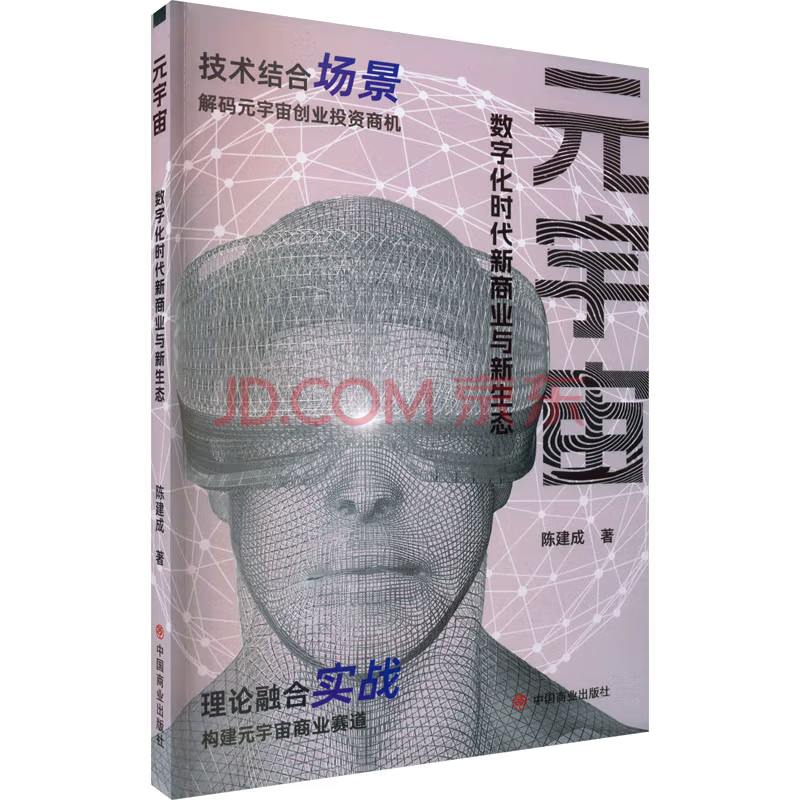 元宇宙
数字化时代新商业与新生态
陈建成 著
中国商业出版社
技术结合场景
解码元宇宙创业投资商机
元宇宙
数字化时代新商业与新生态
JD.COM 京东
陈建成 著
理论融合实战
构建元宇宙商业赛道
中国商业出版社